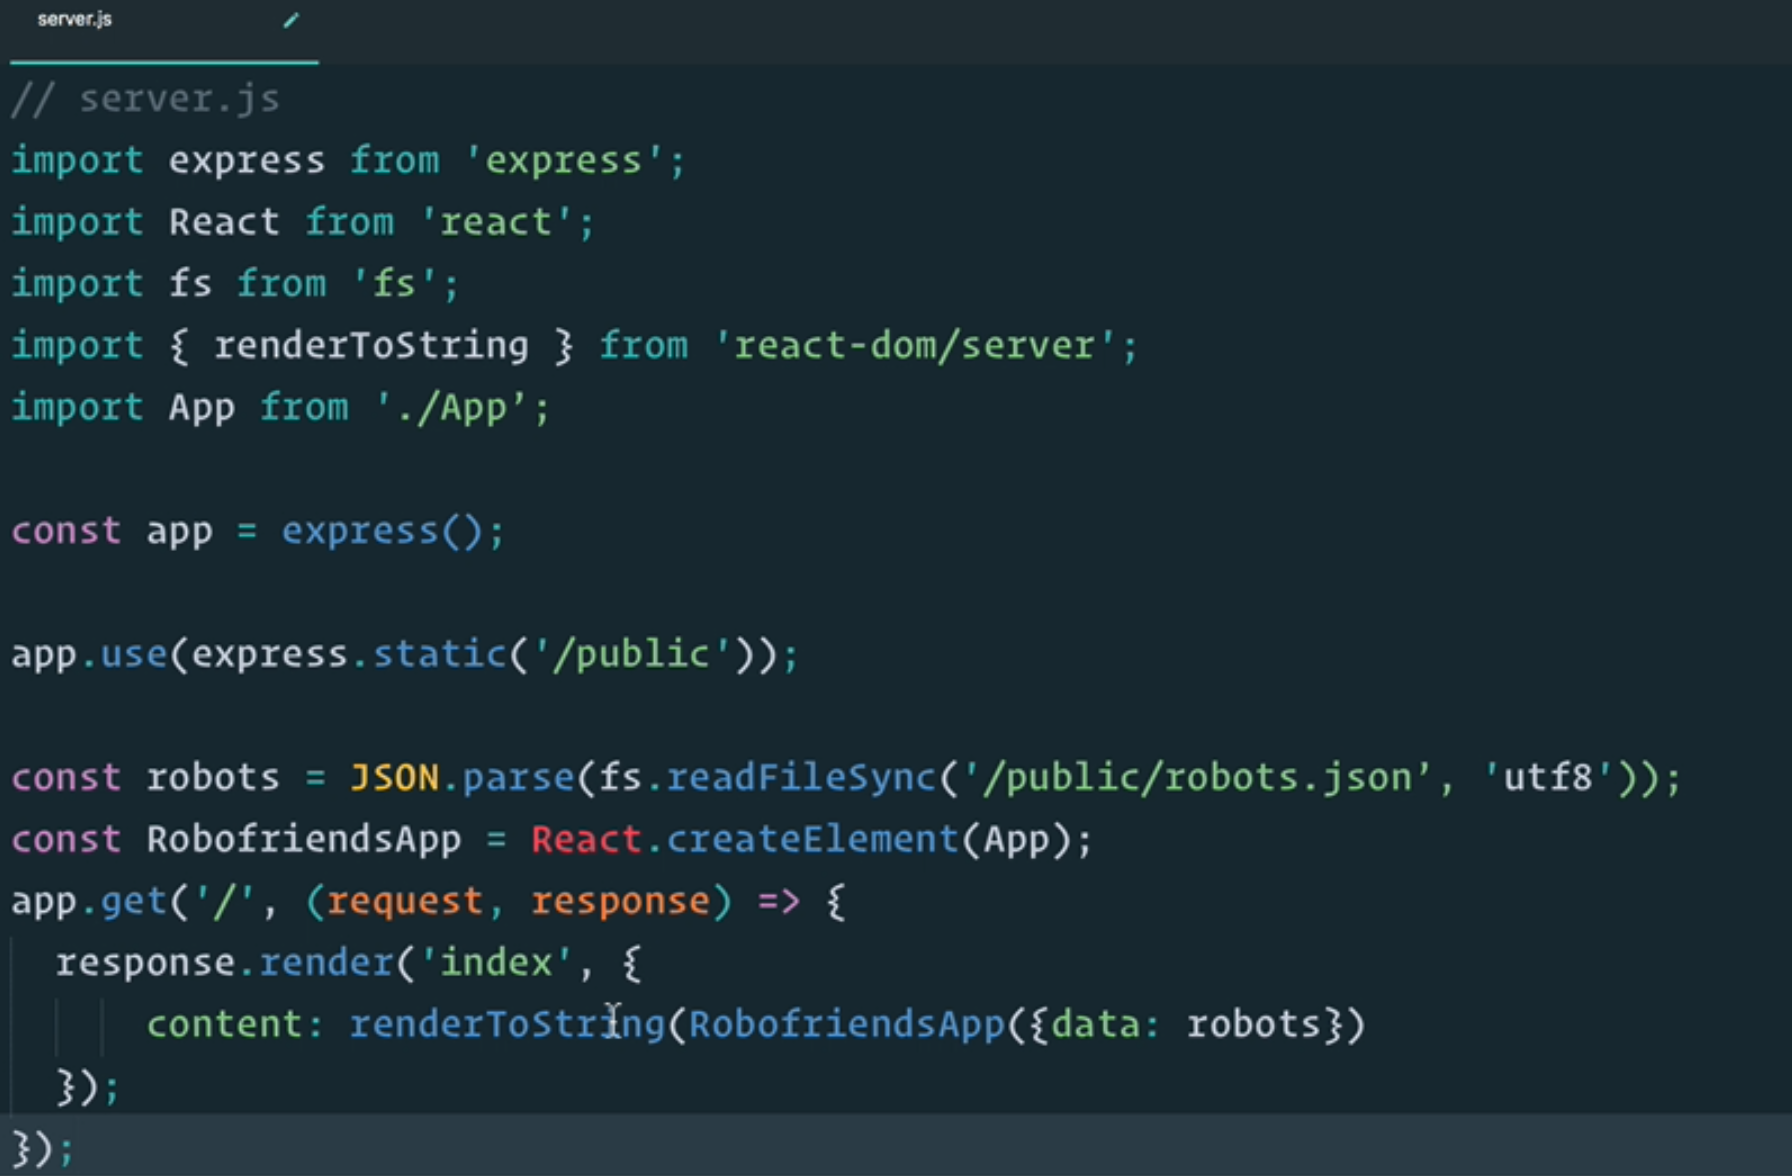 server.js
// server.js
import express from 'express';
import React from 'react';
import fs from 'fs';
import { renderToString } from 'react-dom/server';
import App from './App’;
const app = express();
app.use(express.static('/public'));
const robots = JSON.parse(fs.readFileSync('/public/robots.json’, 'utf8'));
const RobofriendsApp = React.createElement(App);
app.get('/', (request, response) => {
response.render('index', {
content: renderToString(RobofriendsApp({data: robots})
});
});